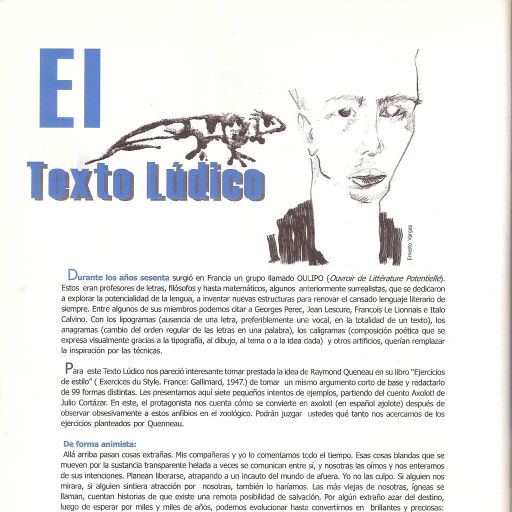 El
Texto Lúdico
Ernesto Vargas
Durante los años sesenta surgió en Francia un grupo llamado OULIPO (Ouvroir de Littérature Potentielle).
Estos eran profesores de letras, filósofos y hasta matemáticos, algunos anteriormente surrealistas, que se dedicaron
a explorar la potencialidad de la lengua, a inventar nuevas estructuras para renovar el cansado lenguaje literario de
siempre. Entre algunos de sus miembros podemos citar a Georges Perec, Jean Lescure, Francois Le Lionnais e Italo
Calvino. Con los lipogramas (ausencia de una letra, preferiblemente una vocal, en la totalidad de un texto), los
anagramas (cambio del orden regular de las letras en una palabra), los caligramas (composición poética que se
expresa visualmente gracias a la tipografía, al dibujo, al tema o a la idea dada) y otros artificios, querían remplazar
la inspiración por las técnicas.
Para este Texto Lúdico nos pareció interesante tomar prestada la idea de Raymond Queneau en su libro "Ejercicios
de estilo" ( Exercices du Style. France: Gallimard, 1947.) de tomar un mismo argumento corto de base y redactarlo
de 99 formas distintas. Les presentamos aquí siete pequeños intentos de ejemplos, partiendo del cuento Axolotl de
Julio Cortázar. En este, el protagonista nos cuenta cómo se convierte en axolotl (en español ajolote) después de
observar obsesivamente a estos anfibios en el zoológico. Podrán juzgar ustedes qué tanto nos acercamos de los
ejercicios planteados por Quenneau.
De forma animista:
Allá arriba pasan cosas extrañas. Mis compañeras y yo lo comentamos todo el tiempo. Esas cosas blandas que se
mueven por la sustancia transparente helada a veces se comunican entre sí, y nosotras las oímos y nos enteramos
de sus intenciones. Planean liberarse, atrapando a un incauto del mundo de afuera. Yo no las culpo. Si alguien nos
mirara, si alguien sintiera atracción por nosotras, también lo haríamos. Las más viejas de nosotras, ígneas se
llaman, cuentan historias de que existe una remota posibilidad de salvación. Por algún extraño azar del destino,
luego de esperar por miles y miles de años, podemos evolucionar hasta convertirnos en brillantes y preciosas: